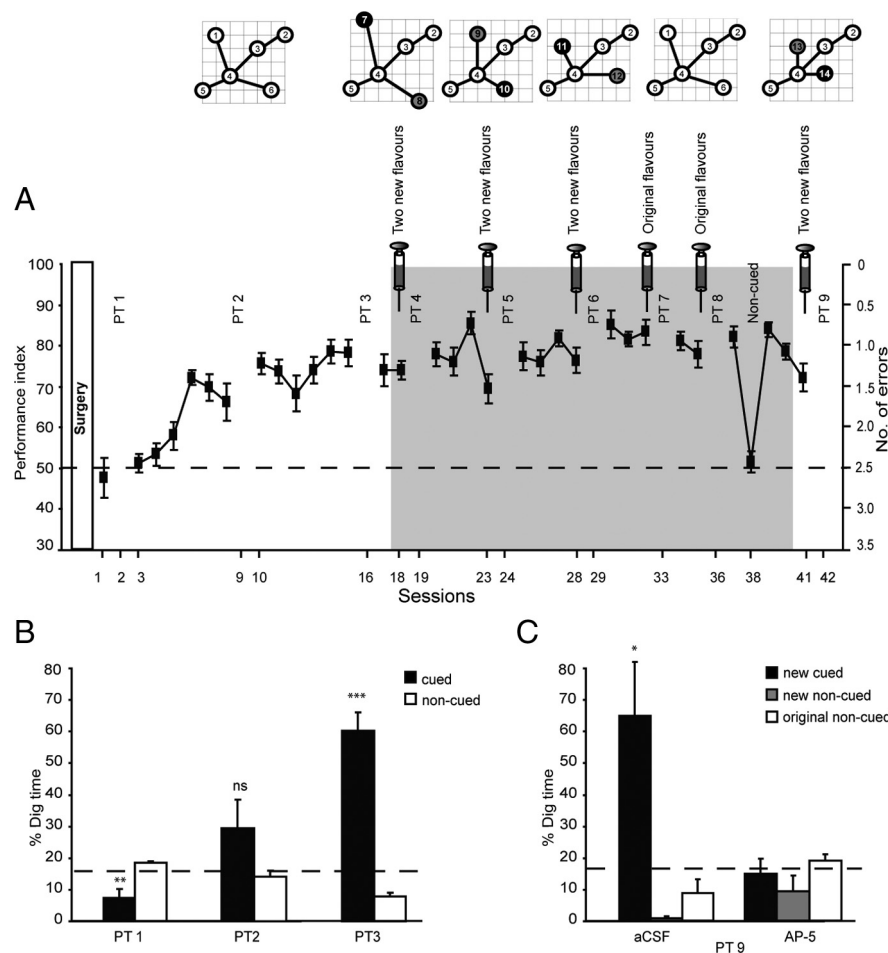 1 2 3 4 5 6
7 2 3 4 5 8
9 2 3 4 5 10
11 2 3 4 5 12
1 2 3 4 5 6
13 2 3 4 5 14
Two new flavours
Two new flavours
Two new flavours
Original flavours
Original flavours
Two new flavours
A
Performance index
100
90
80
70
60
50
40
30
Surgery
PT 1
PT 2
PT 3
PT 4
PT 5
PT 6
PT 7
PT 8
Non-cued
PT 9
0
0.5
1.0
1.5
2.0
2.5
3.0
3.5
No. of errors
1 2 3 9 10 16 18 19 23 24 28 29 33 36 38 41 42
Sessions
B
% Dig time
80
70
60
50
40
30
20
10
0
cued
non-cued
**
ns
***
PT 1 PT2 PT3
C
% Dig time
80
70
60
50
40
30
20
10
0
*
new cued
new non-cued
original non-cued
aCSF AP-5
PT 9